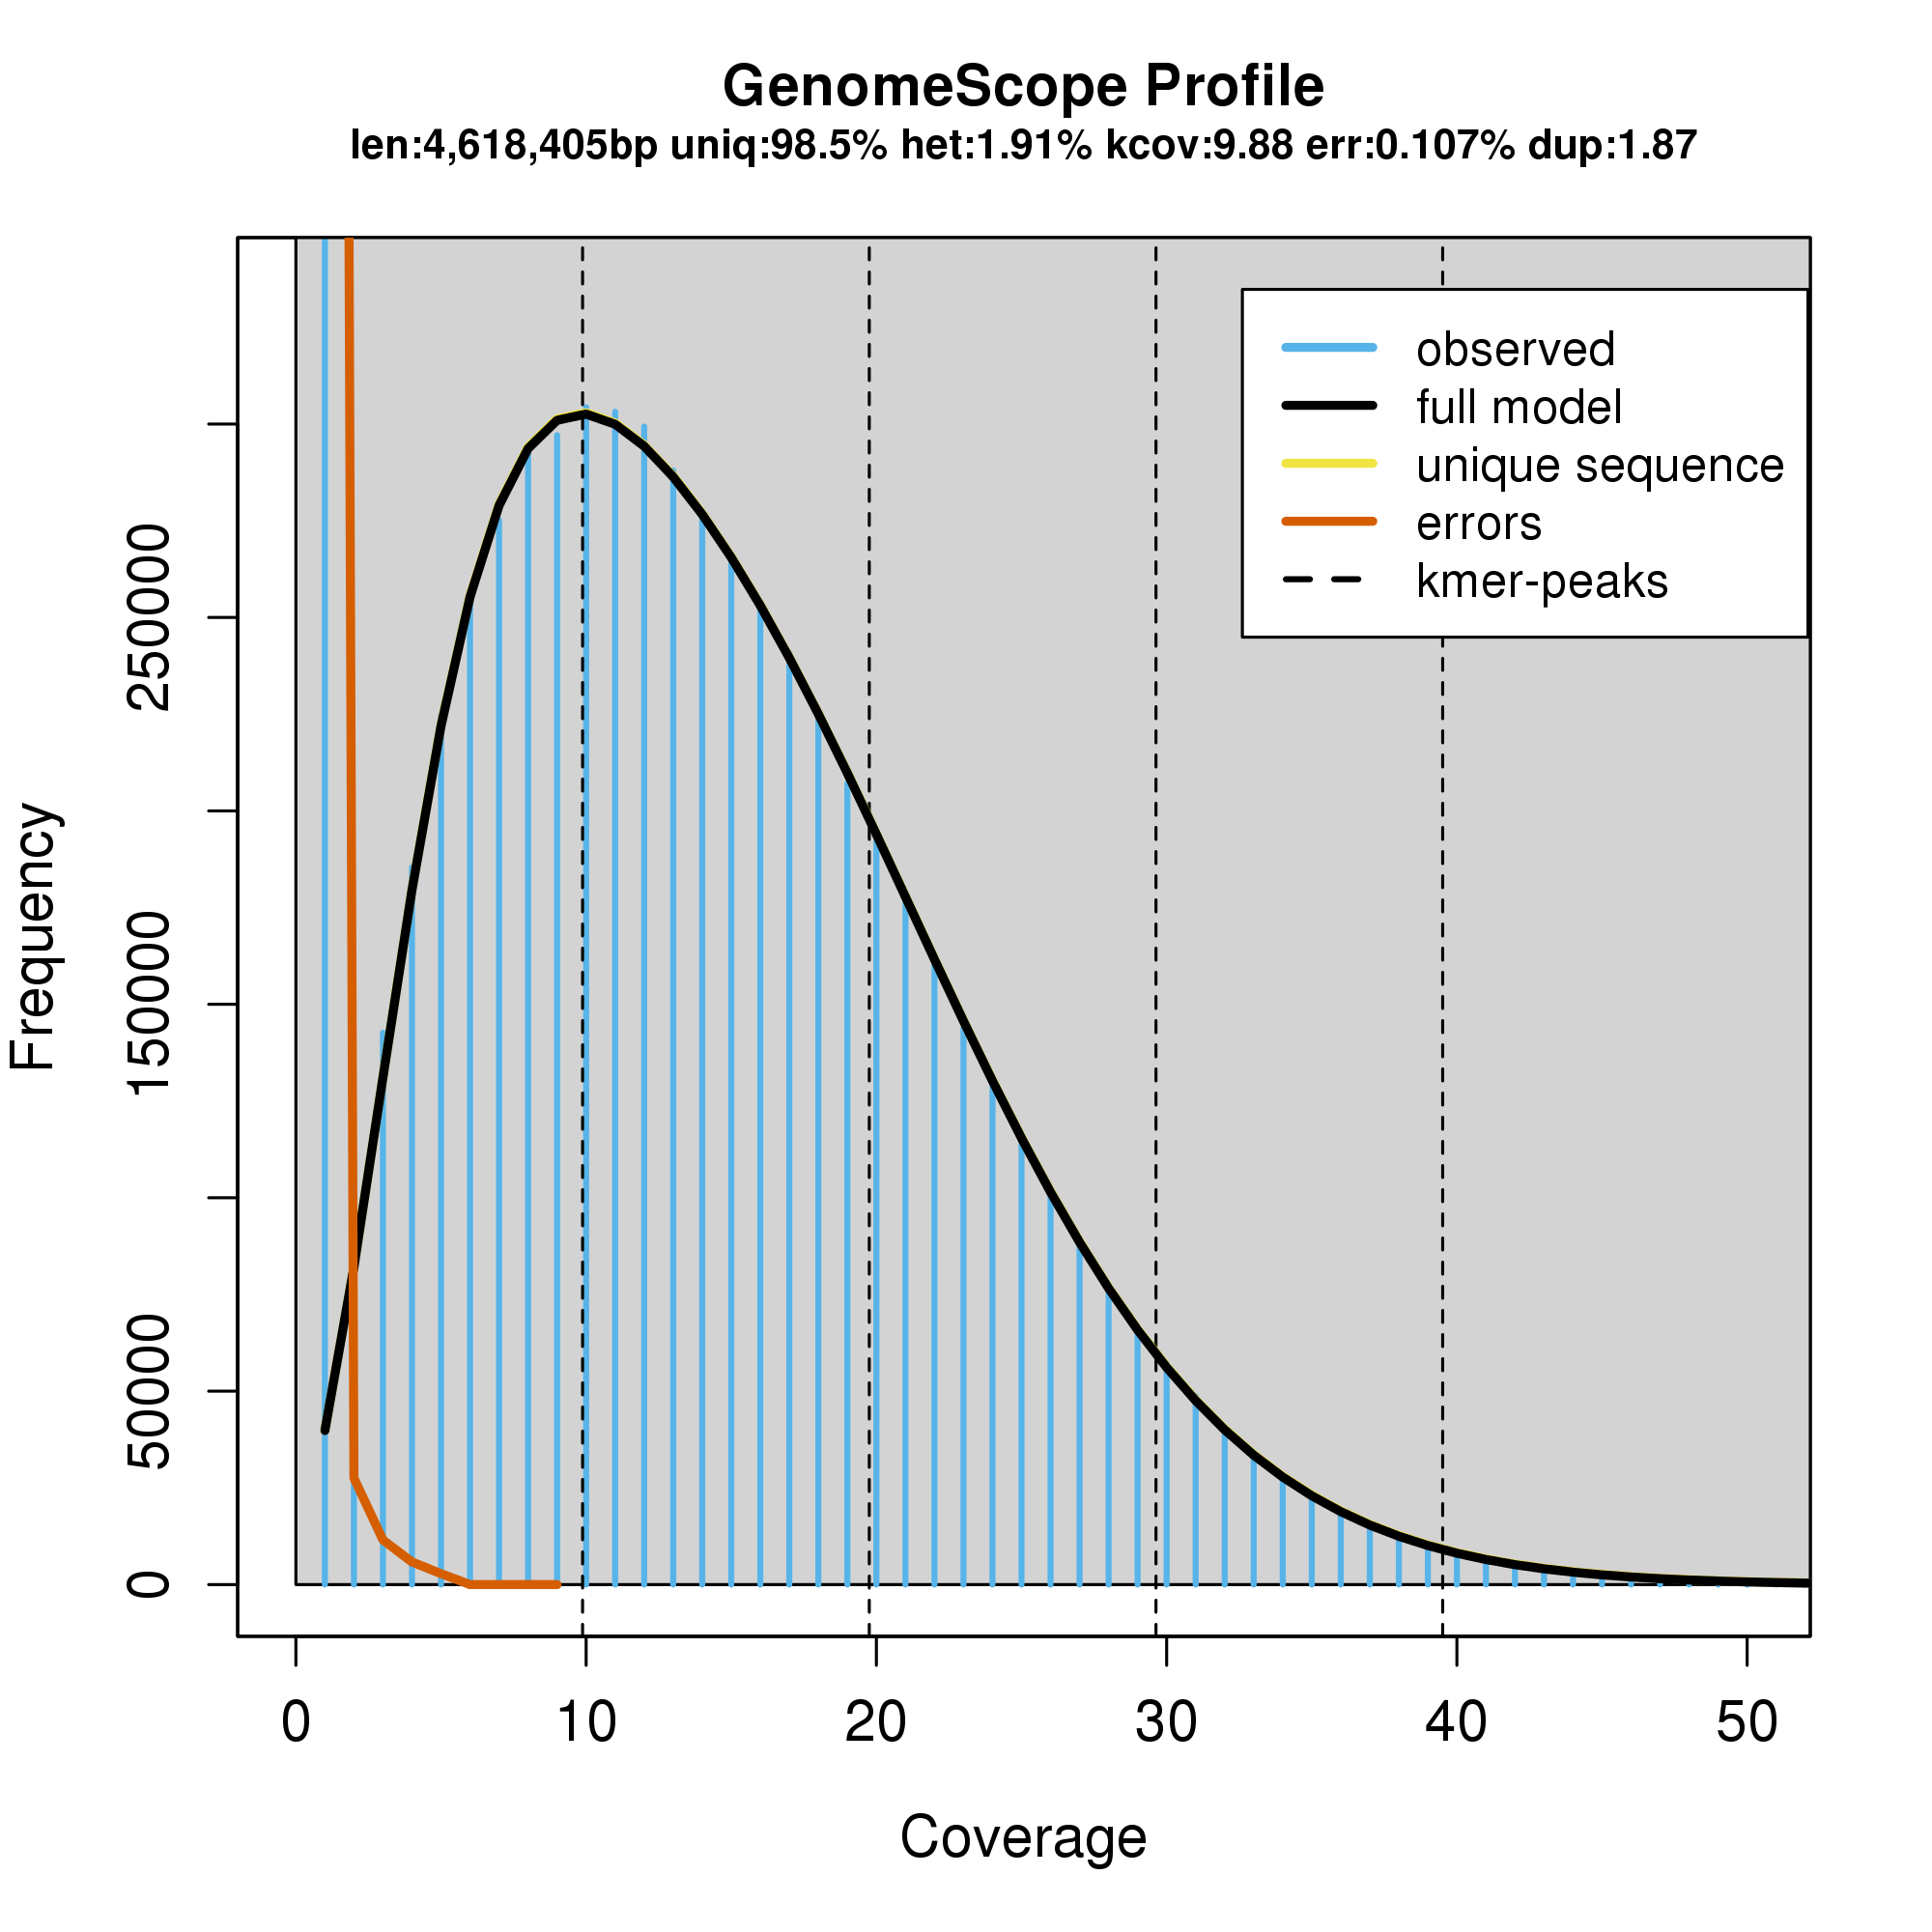 GenomeScope Profile
len:4,618,405bp uniq:98.5% het:1.91% kcov:9.88 err:0.107% dup:1.87
observed
full model
unique sequence
errors
kmer-peaks
Frequency
250000
150000
50000
0
0 10 20 30 40 50
Coverage